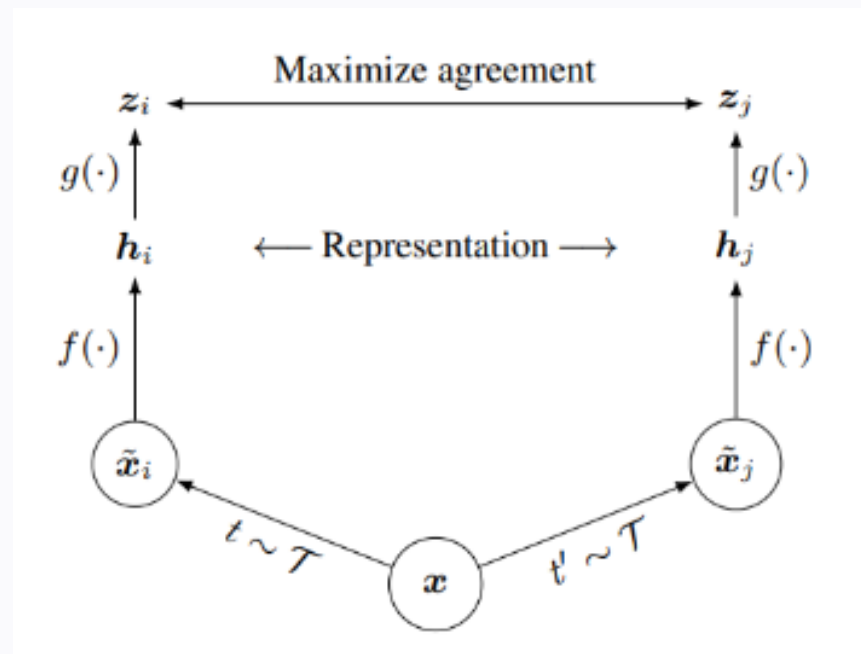 Maximize agreement
z_i z_j
g(·) g(·)
h_i ← Representation → h_j
f(·) f(·)
x̃_i x̃_j
t ~ 𝒯 t′ ~ 𝒯
x